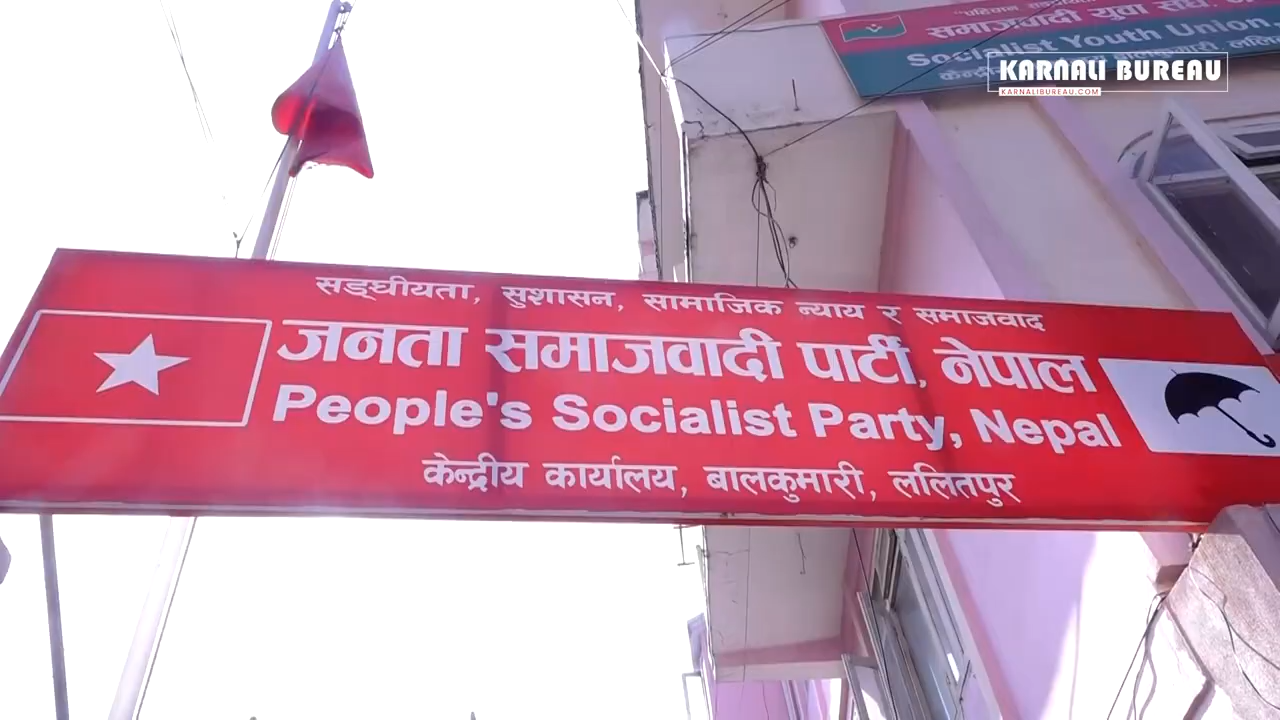 समाजवादी युवा संघ,
Socialist Youth Union,
KARNALI BUREAU
KARNALIBUREAU.COM
सङ्घीयता, सुशासन, सामाजिक न्याय र समाजवाद
जनता समाजवादी पार्टी, नेपाल
People's Socialist Party, Nepal
केन्द्रीय कार्यालय, बालकुमारी, ललितपुर